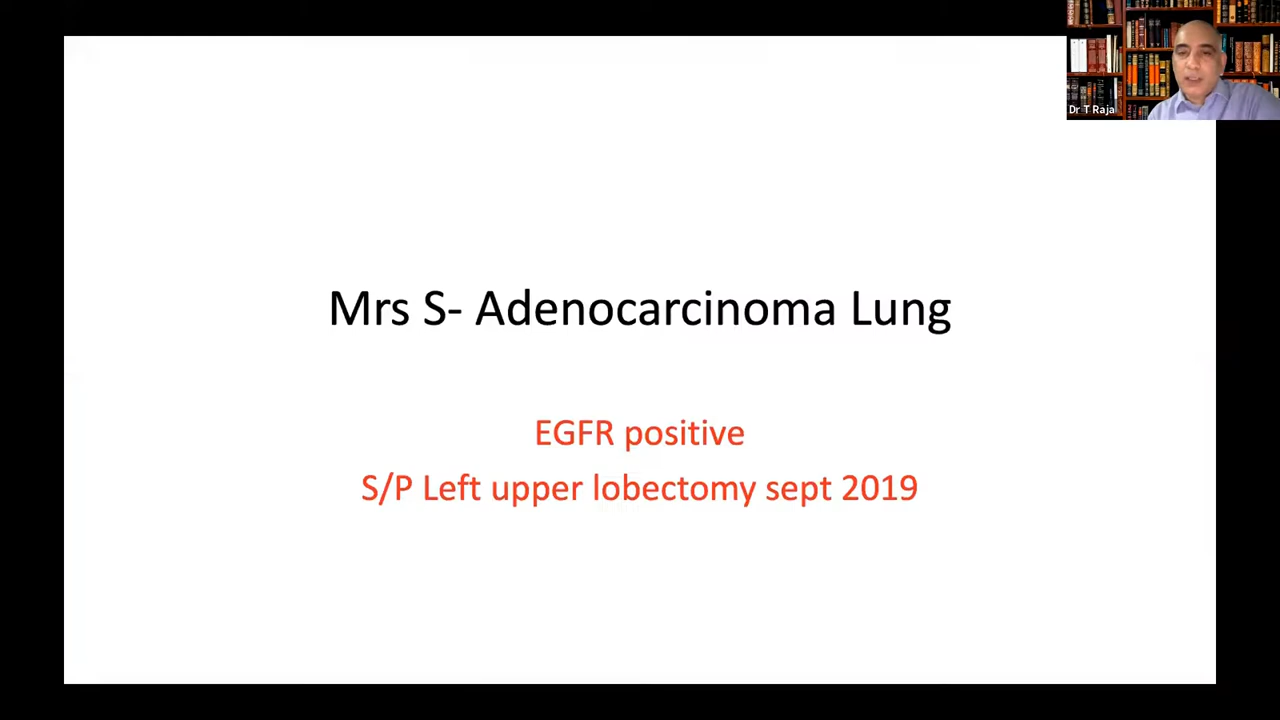 Dr T Raja
Mrs S- Adenocarcinoma Lung
EGFR positive
S/P Left upper lobectomy sept 2019